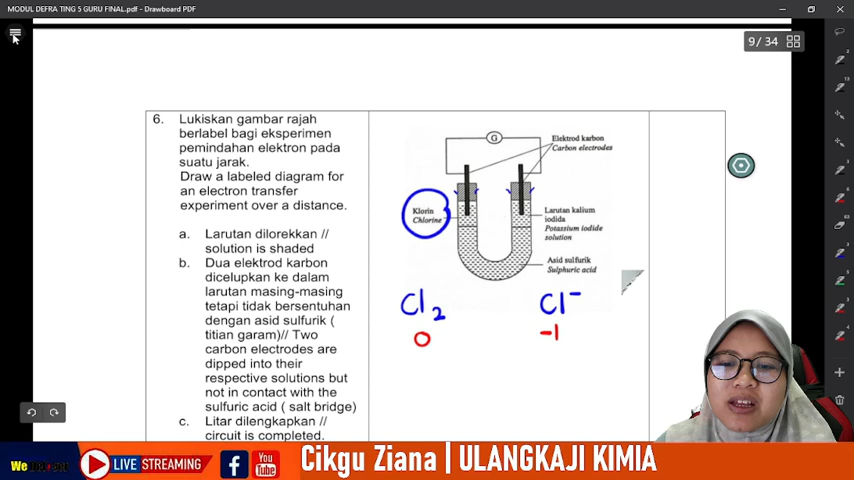 MODUL DEFRA TING 5 GURU FINAL.pdf - Drawboard PDF
9 / 34
6. Lukiskan gambar rajah
berlabel bagi eksperimen
pemindahan elektron pada
suatu jarak.
Draw a labeled diagram for
an electron transfer
experiment over a distance.
a. Larutan dilorekkan //
solution is shaded
b. Dua elektrod karbon
dicelupkan ke dalam
larutan masing-masing
tetapi tidak bersentuhan
dengan asid sulfurik (
titian garam)// Two
carbon electrodes are
dipped into their
respective solutions but
not in contact with the
sulfuric acid ( salt bridge)
c. Litar dilengkapkan //
circuit is completed.
G
Elektrod karbon
Carbon electrodes
Klorin
Chlorine
Larutan kalium
iodida
Potassium iodide
solution
Asid sulfurik
Sulphuric acid
Cl2
0
Cl⁻
-1
LIVE STREAMING
You
Tube
Cikgu Ziana | ULANGKAJI KIMIA